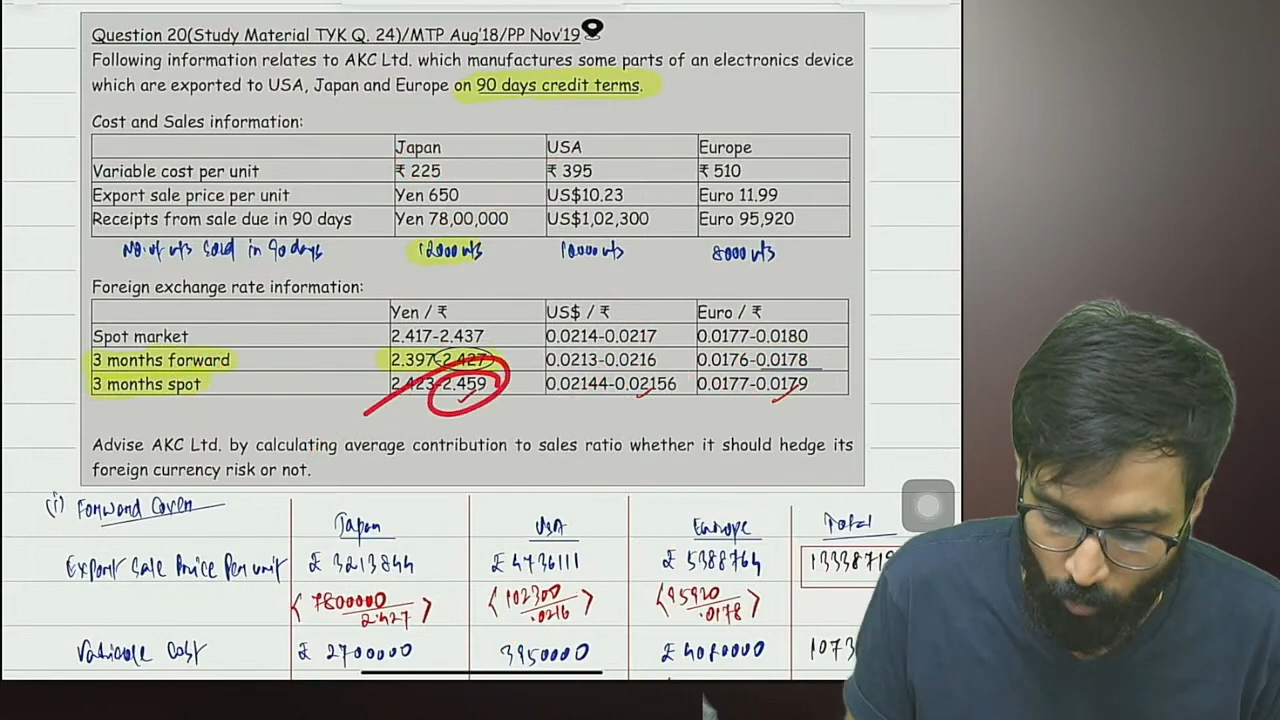 Question 20(Study Material TYK Q. 24)/MTP Aug'18/PP Nov'19
Following information relates to AKC Ltd. which manufactures some parts of an electronics device
which are exported to USA, Japan and Europe on 90 days credit terms.
Cost and Sales information:
Japan USA Europe
Variable cost per unit ₹ 225 ₹ 395 ₹ 510
Export sale price per unit Yen 650 US$10.23 Euro 11.99
Receipts from sale due in 90 days Yen 78,00,000 US$1,02,300 Euro 95,920
No. of uts sold in 90 days 12000 uts 10000 uts 8000 uts
Foreign exchange rate information:
Yen / ₹ US$ / ₹ Euro / ₹
Spot market 2.417-2.437 0.0214-0.0217 0.0177-0.0180
3 months forward 2.397-2.427 0.0213-0.0216 0.0176-0.0178
3 months spot 2.423-2.459 0.02144-0.02156 0.0177-0.0179
Advise AKC Ltd. by calculating average contribution to sales ratio whether it should hedge its
foreign currency risk or not.
(i) Forward Cover
Japan USA Europe Total
Export Sale Price Per unit ₹ 3213844 ₹ 4736111 ₹ 5388764 1333871
<7800000/2.427> <102300/.0216> <95920/.0178>
Variable Cost ₹ 2700000 3950000 ₹ 4080000 1073